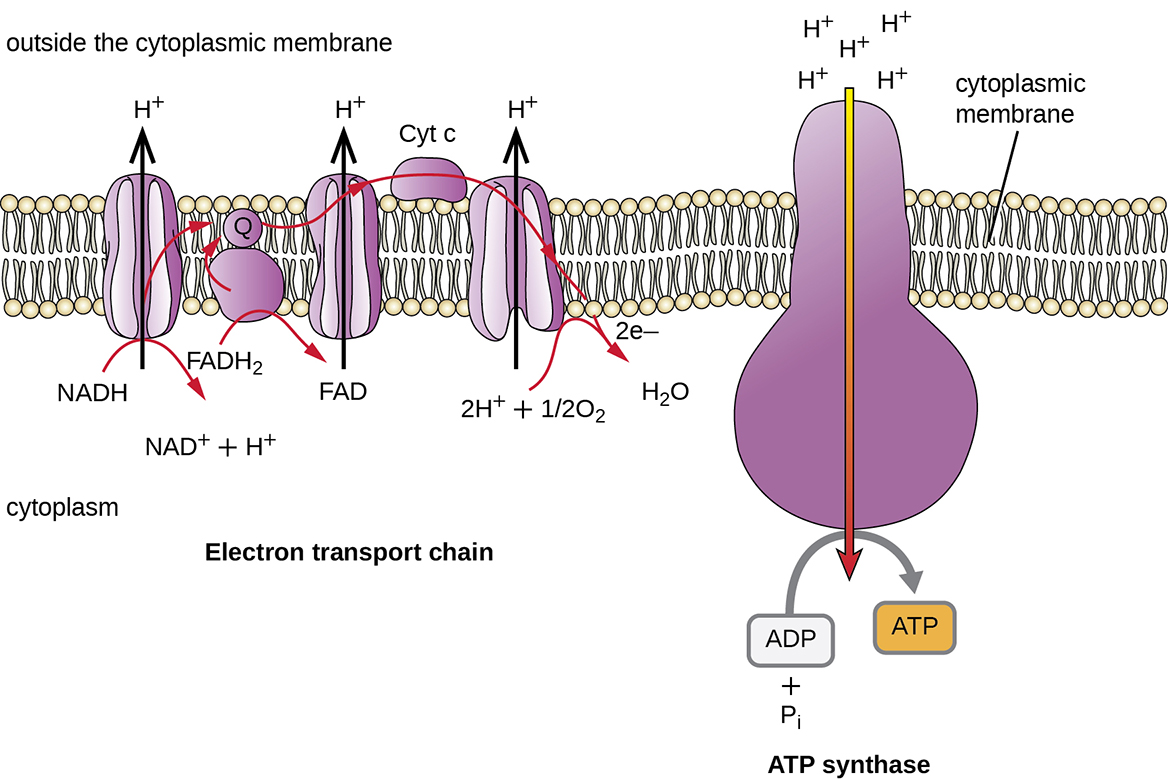 outside the cytoplasmic membrane
H⁺
H⁺
H⁺
H⁺
H⁺
H⁺
H⁺
H⁺
Cyt c
cytoplasmic
membrane
Q
NADH
FADH₂
FAD
2e–
2H⁺ + 1/2O₂
H₂O
NAD⁺ + H⁺
cytoplasm
Electron transport chain
ADP
+
Pᵢ
ATP
ATP synthase